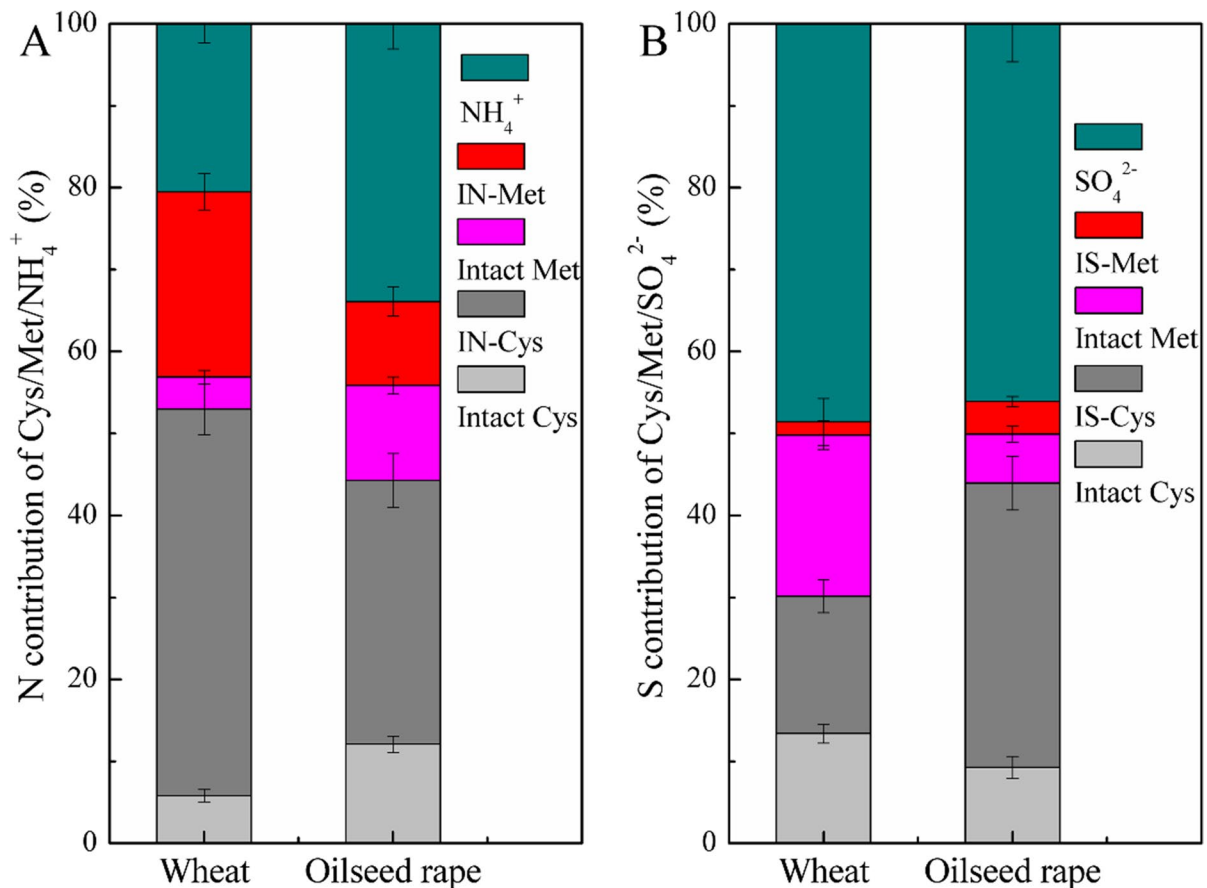 A
N contribution of Cys/Met/NH₄⁺ (%)
100
80
60
40
20
0
NH₄⁺
IN-Met
Intact Met
IN-Cys
Intact Cys
Wheat
Oilseed rape
B
S contribution of Cys/Met/SO₄²⁻ (%)
100
80
60
40
20
0
SO₄²⁻
IS-Met
Intact Met
IS-Cys
Intact Cys
Wheat
Oilseed rape